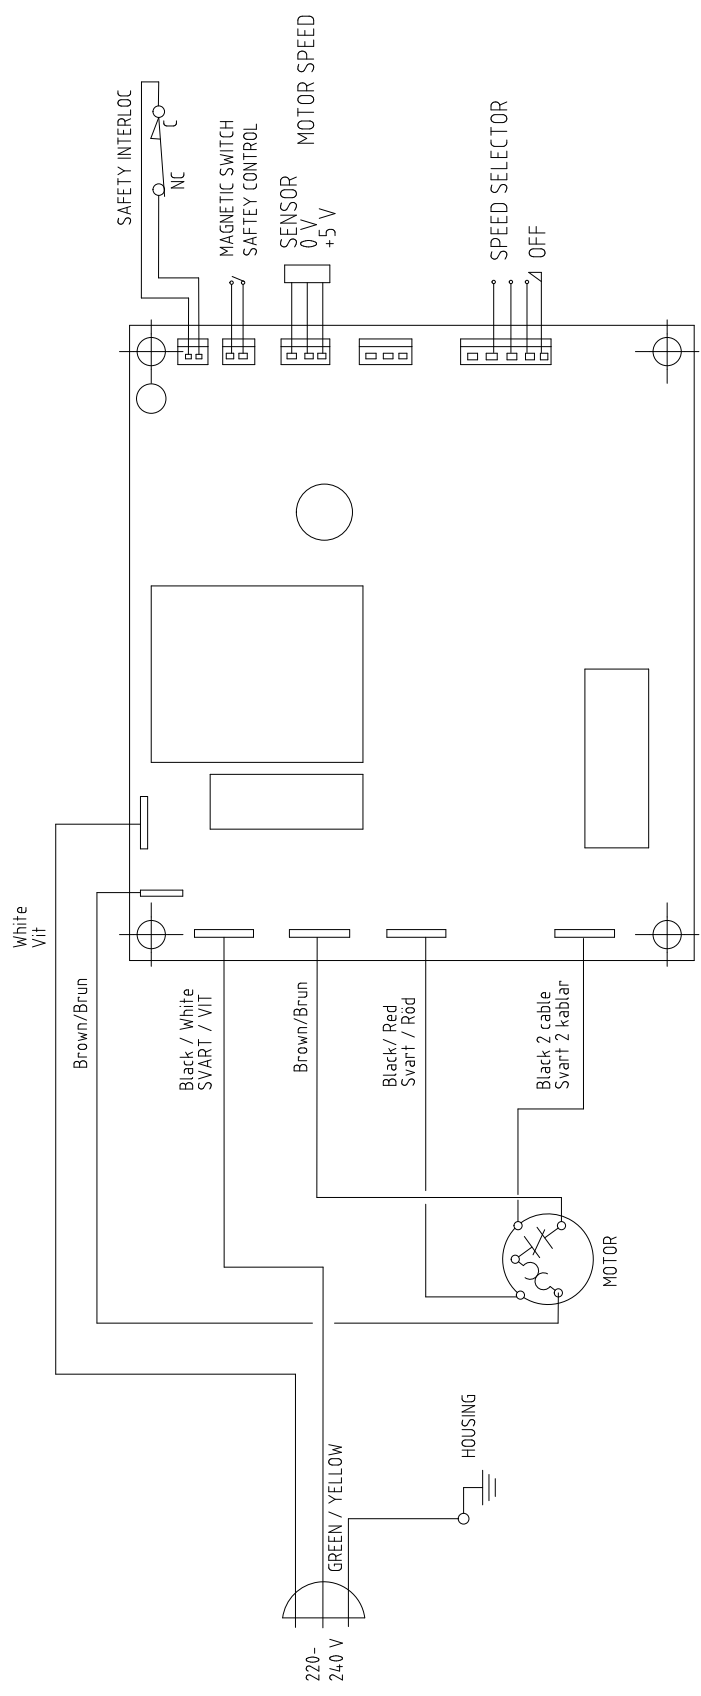 SAFETY INTERLOC
C
NC
MAGNETIC SWITCH
SAFTEY CONTROL
SENSOR
0 V
+5 V
MOTOR SPEED
SPEED SELECTOR
OFF
White
Vit
Brown/Brun
Black / White
SVART / VIT
Brown/Brun
Black/ Red
Svart / Röd
Black 2 cable
Svart 2 kablar
MOTOR
HOUSING
GREEN / YELLOW
220-
240 V